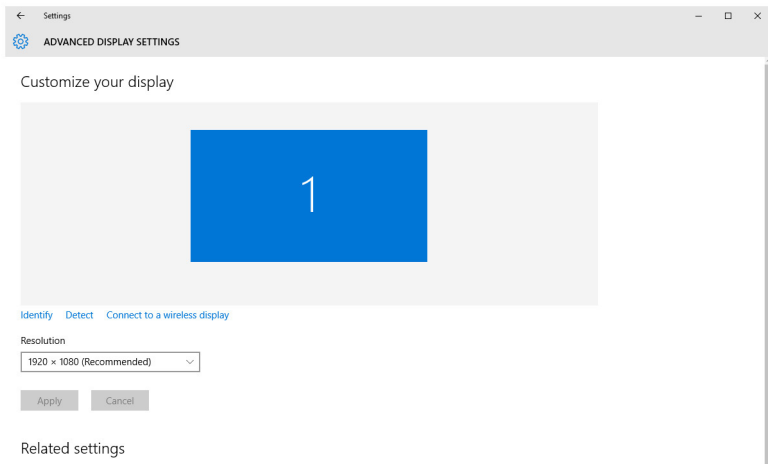 Settings
ADVANCED DISPLAY SETTINGS
Customize your display
1
Identify Detect Connect to a wireless display
Resolution
1920 × 1080 (Recommended)
Apply Cancel
Related settings